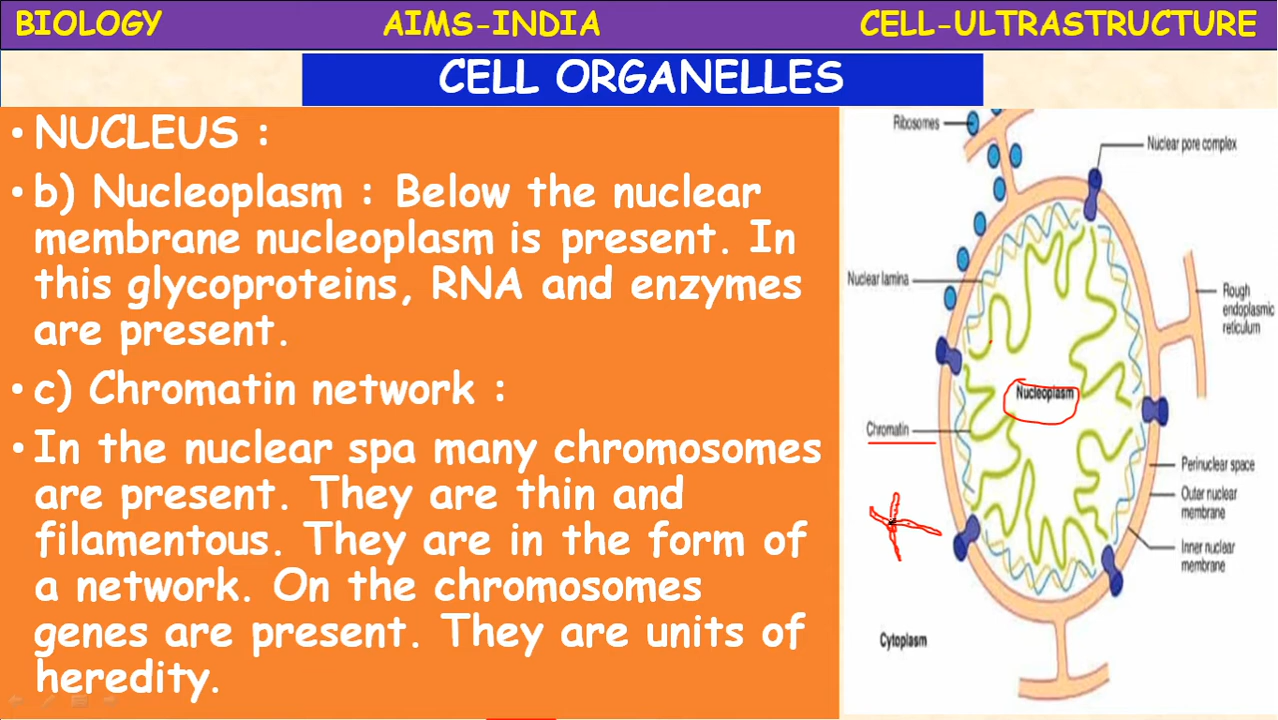 BIOLOGY AIMS-INDIA CELL-ULTRASTRUCTURE
CELL ORGANELLES
• NUCLEUS :
• b) Nucleoplasm : Below the nuclear
membrane nucleoplasm is present. In
this glycoproteins, RNA and enzymes
are present.
• c) Chromatin network :
• In the nuclear spa many chromosomes
are present. They are thin and
filamentous. They are in the form of
a network. On the chromosomes
genes are present. They are units of
heredity.
Ribosomes
Nuclear pore complex
Nuclear lamina
Rough
endoplasmic
reticulum
Nucleoplasm
Chromatin
Perinuclear space
Outer nuclear
membrane
Inner nuclear
membrane
Cytoplasm